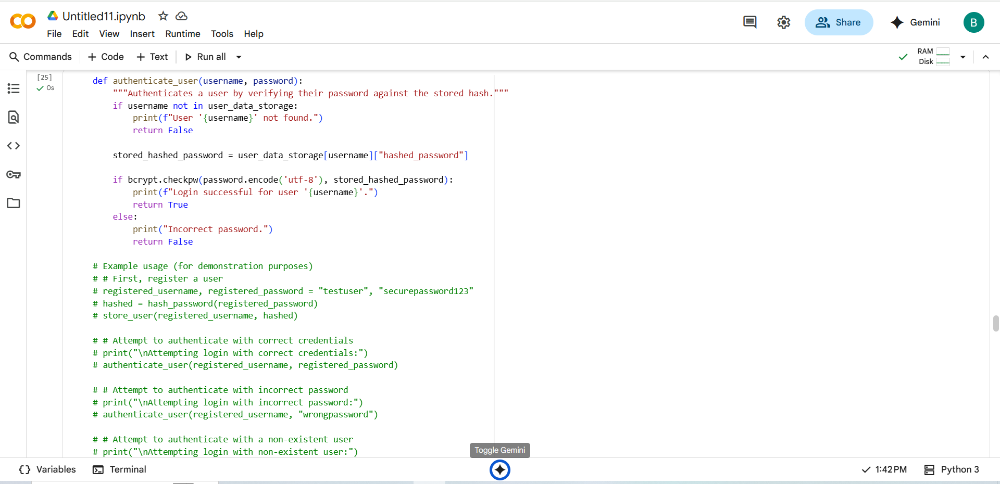 Untitled11.ipynb
File Edit View Insert Runtime Tools Help
Share
Gemini
B
Commands + Code + Text Run all
RAM
Disk
[25]
0s
def authenticate_user(username, password):
    """Authenticates a user by verifying their password against the stored hash."""
    if username not in user_data_storage:
        print(f"User '{username}' not found.")
        return False

    stored_hashed_password = user_data_storage[username]["hashed_password"]

    if bcrypt.checkpw(password.encode('utf-8'), stored_hashed_password):
        print(f"Login successful for user '{username}'.")
        return True
    else:
        print("Incorrect password.")
        return False

# Example usage (for demonstration purposes)
# # First, register a user
# registered_username, registered_password = "testuser", "securepassword123"
# hashed = hash_password(registered_password)
# store_user(registered_username, hashed)

# # Attempt to authenticate with correct credentials
# print("\nAttempting login with correct credentials:")
# authenticate_user(registered_username, registered_password)

# # Attempt to authenticate with incorrect password
# print("\nAttempting login with incorrect password:")
# authenticate_user(registered_username, "wrongpassword")

# # Attempt to authenticate with a non-existent user
# print("\nAttempting login with non-existent user:")
Toggle Gemini
{} Variables Terminal
1:42 PM Python 3